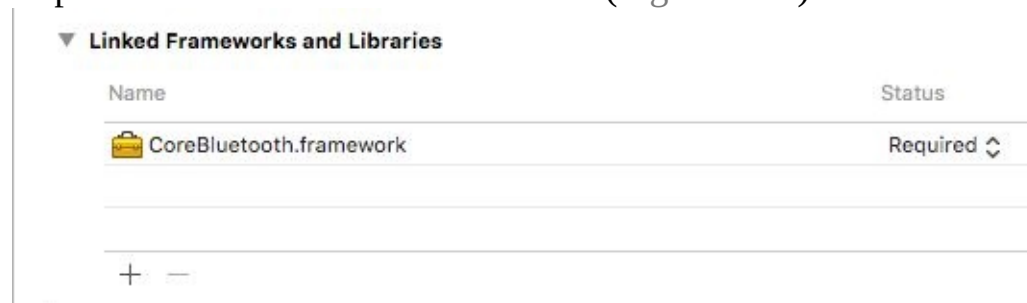 Linked Frameworks and Libraries
Name Status
CoreBluetooth.framework Required